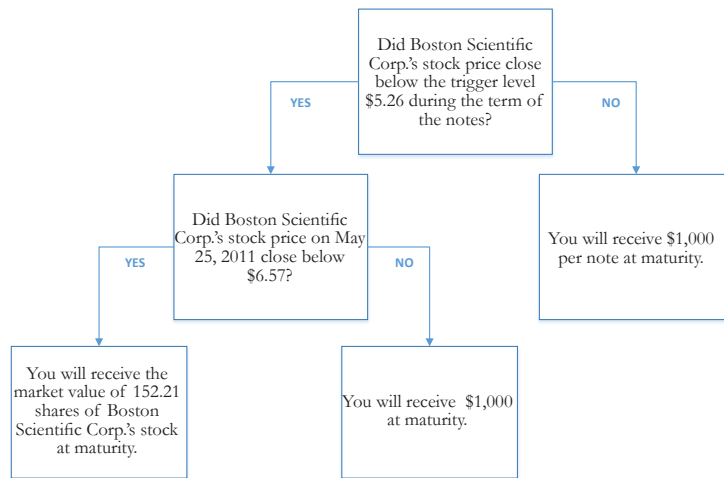 Did Boston Scientific
Corp.'s stock price close
below the trigger level
$5.26 during the term of
the notes?
YES
NO
Did Boston Scientific
Corp.'s stock price on May
25, 2011 close below
$6.57?
You will receive $1,000
per note at maturity.
YES
NO
You will receive the
market value of 152.21
shares of Boston
Scientific Corp.'s stock
at maturity.
You will receive $1,000
at maturity.